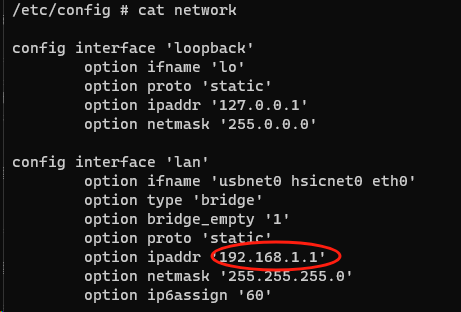 /etc/config # cat network
config interface 'loopback'
option ifname 'lo'
option proto 'static'
option ipaddr '127.0.0.1'
option netmask '255.0.0.0'
config interface 'lan'
option ifname 'usbnet0 hsicnet0 eth0'
option type 'bridge'
option bridge_empty '1'
option proto 'static'
option ipaddr '192.168.1.1'
option netmask '255.255.255.0'
option ip6assign '60'